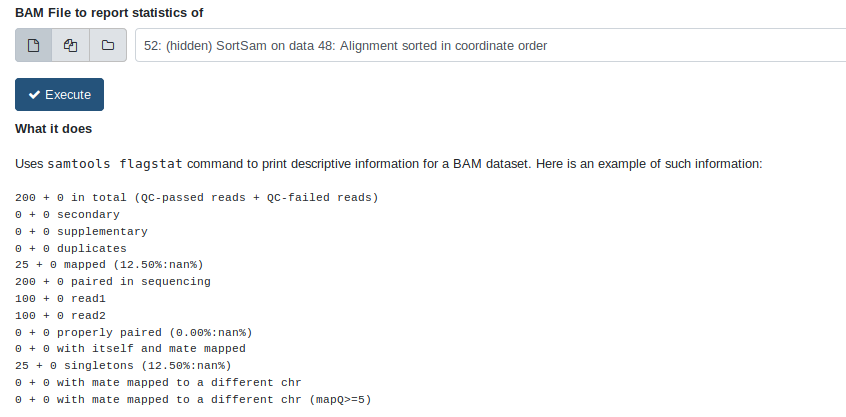 BAM File to report statistics of
52: (hidden) SortSam on data 48: Alignment sorted in coordinate order
Execute
What it does
Uses samtools flagstat command to print descriptive information for a BAM dataset. Here is an example of such information:
200 + 0 in total (QC-passed reads + QC-failed reads)
0 + 0 secondary
0 + 0 supplementary
0 + 0 duplicates
25 + 0 mapped (12.50%:nan%)
200 + 0 paired in sequencing
100 + 0 read1
100 + 0 read2
0 + 0 properly paired (0.00%:nan%)
0 + 0 with itself and mate mapped
25 + 0 singletons (12.50%:nan%)
0 + 0 with mate mapped to a different chr
0 + 0 with mate mapped to a different chr (mapQ>=5)